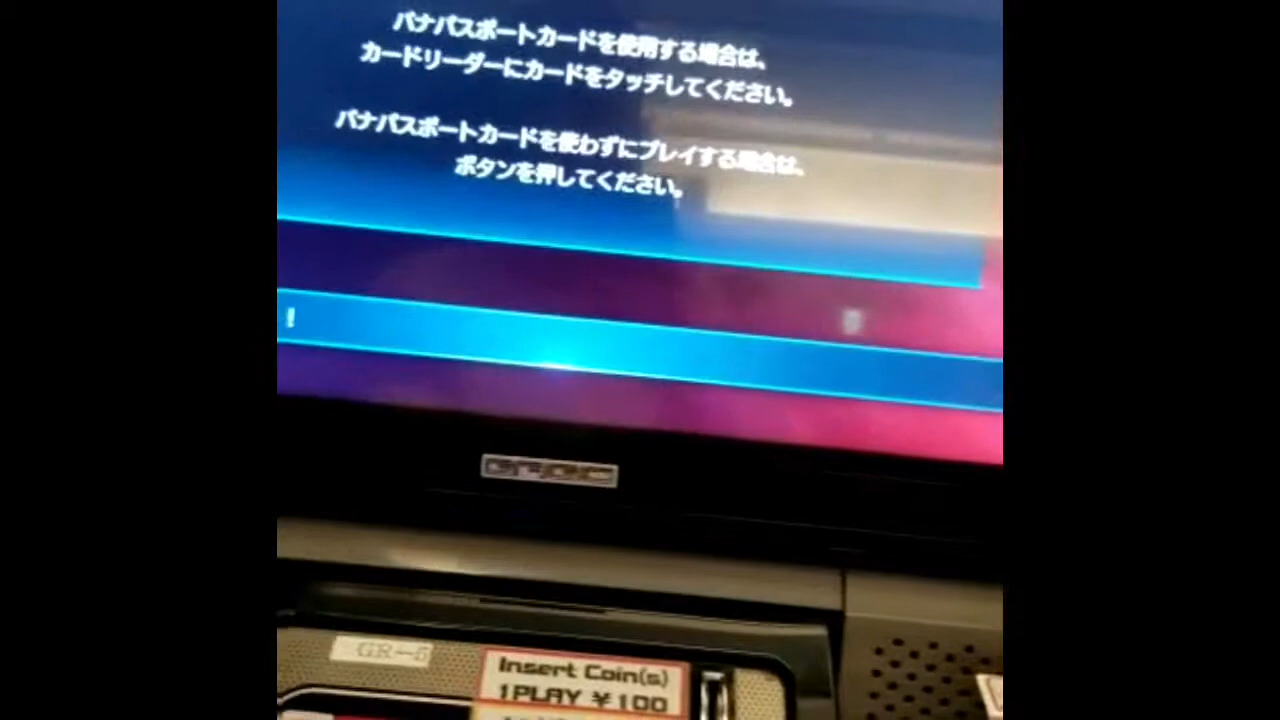 バナパスポートカードを使用する場合は、
カードリーダーにカードをタッチしてください。
バナパスポートカードを使わずにプレイする場合は、
ボタンを押してください。
GR-6
Insert Coin(s)
1PLAY ¥100